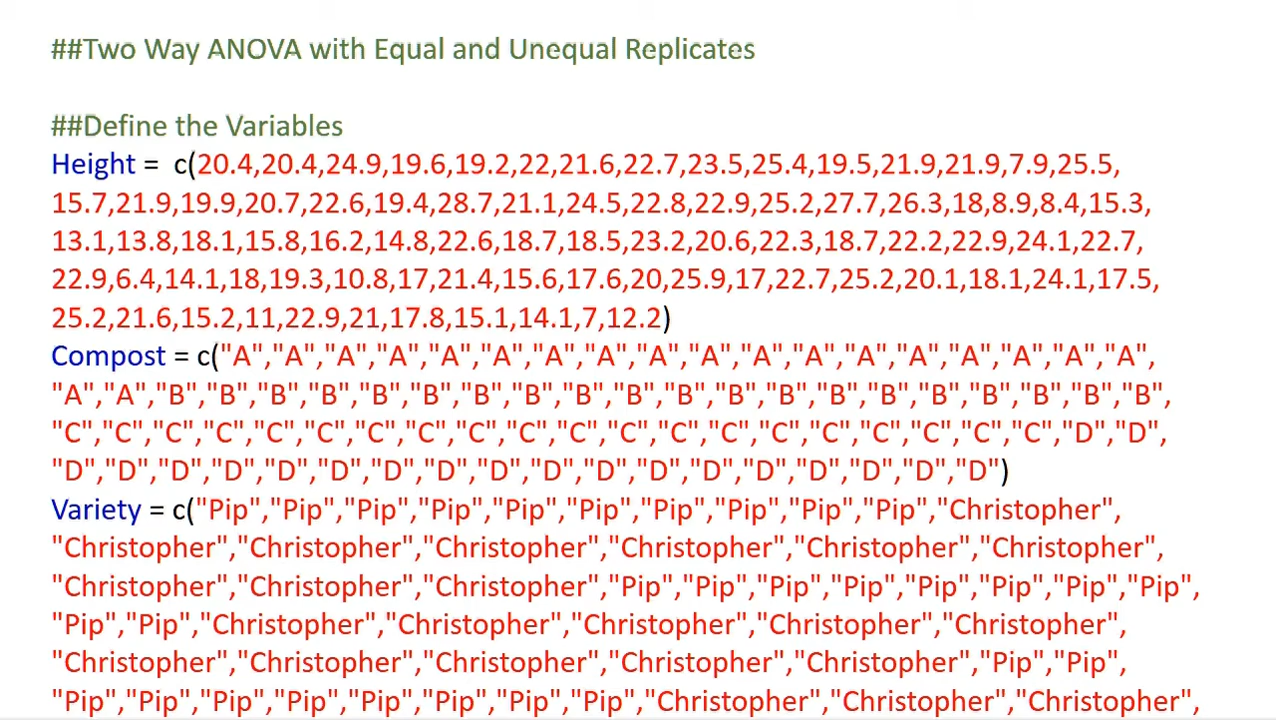 ##Two Way ANOVA with Equal and Unequal Replicates
##Define the Variables
Height =  c(20.4,20.4,24.9,19.6,19.2,22,21.6,22.7,23.5,25.4,19.5,21.9,21.9,7.9,25.5,
15.7,21.9,19.9,20.7,22.6,19.4,28.7,21.1,24.5,22.8,22.9,25.2,27.7,26.3,18,8.9,8.4,15.3,
13.1,13.8,18.1,15.8,16.2,14.8,22.6,18.7,18.5,23.2,20.6,22.3,18.7,22.2,22.9,24.1,22.7,
22.9,6.4,14.1,18,19.3,10.8,17,21.4,15.6,17.6,20,25.9,17,22.7,25.2,20.1,18.1,24.1,17.5,
25.2,21.6,15.2,11,22.9,21,17.8,15.1,14.1,7,12.2)
Compost = c("A","A","A","A","A","A","A","A","A","A","A","A","A","A","A","A","A","A",
"A","A","B","B","B","B","B","B","B","B","B","B","B","B","B","B","B","B","B","B","B","B",
"C","C","C","C","C","C","C","C","C","C","C","C","C","C","C","C","C","C","C","C","D","D",
"D","D","D","D","D","D","D","D","D","D","D","D","D","D","D","D","D","D")
Variety = c("Pip","Pip","Pip","Pip","Pip","Pip","Pip","Pip","Pip","Pip","Christopher",
"Christopher","Christopher","Christopher","Christopher","Christopher","Christopher",
"Christopher","Christopher","Christopher","Pip","Pip","Pip","Pip","Pip","Pip","Pip","Pip",
"Pip","Pip","Christopher","Christopher","Christopher","Christopher","Christopher",
"Christopher","Christopher","Christopher","Christopher","Christopher","Pip","Pip",
"Pip","Pip","Pip","Pip","Pip","Pip","Pip","Pip","Christopher","Christopher","Christopher",